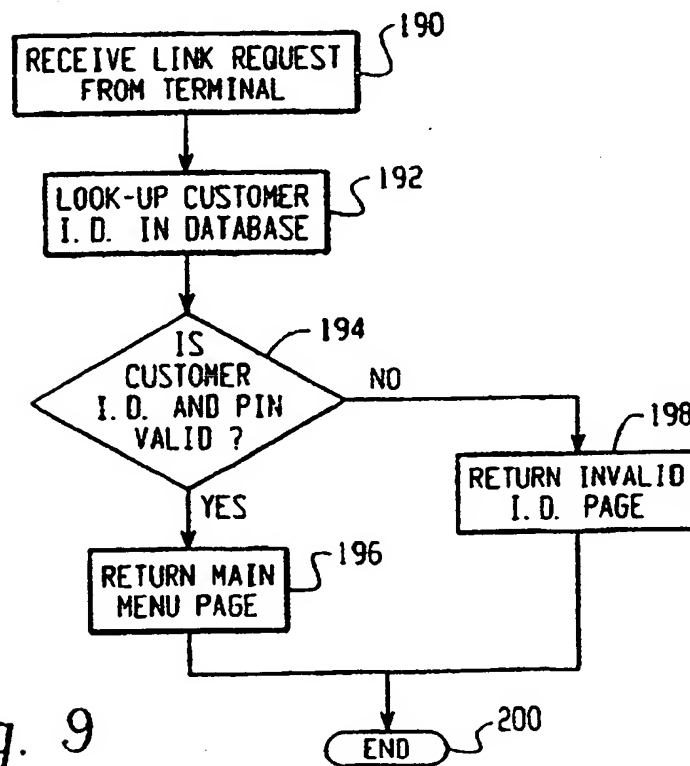 190
RECEIVE LINK REQUEST
FROM TERMINAL
192
LOOK-UP CUSTOMER
I. D. IN DATABASE
194
IS
CUSTOMER
I. D. AND PIN
VALID ?
NO
198
RETURN INVALID
I. D. PAGE
YES
196
RETURN MAIN
MENU PAGE
200
END
g. 9